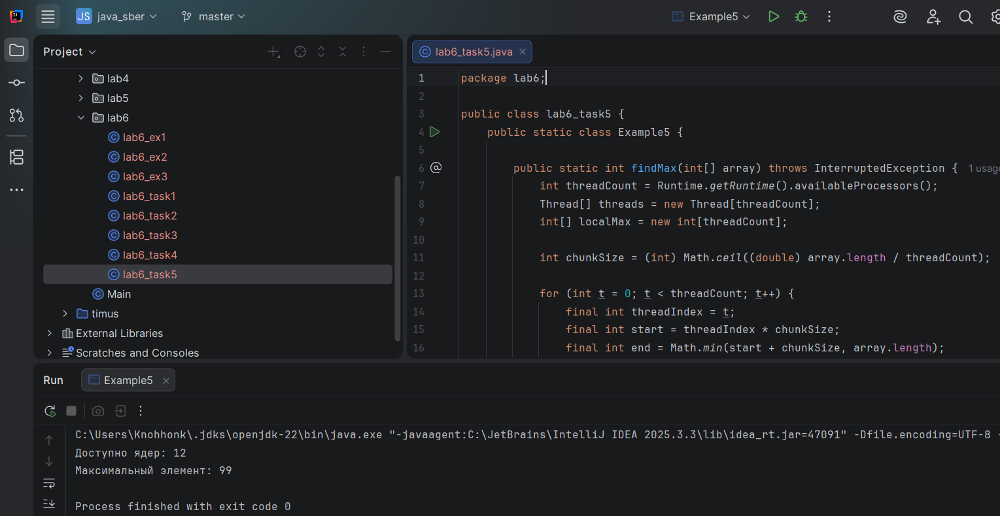 JS java_sber master Example5
Project
lab4
lab5
lab6
lab6_ex1
lab6_ex2
lab6_ex3
lab6_task1
lab6_task2
lab6_task3
lab6_task4
lab6_task5
Main
timus
External Libraries
Scratches and Consoles
lab6_task5.java
1 package lab6;
2
3 public class lab6_task5 {
4 public static class Example5 {
5
6 public static int findMax(int[] array) throws InterruptedException { 1 usage
7 int threadCount = Runtime.getRuntime().availableProcessors();
8 Thread[] threads = new Thread[threadCount];
9 int[] localMax = new int[threadCount];
10
11 int chunkSize = (int) Math.ceil((double) array.length / threadCount);
12
13 for (int t = 0; t < threadCount; t++) {
14 final int threadIndex = t;
15 final int start = threadIndex * chunkSize;
16 final int end = Math.min(start + chunkSize, array.length);
Run Example5
C:\Users\Knohhonk\.jdks\openjdk-22\bin\java.exe "-javaagent:C:\JetBrains\IntelliJ IDEA 2025.3.3\lib\idea_rt.jar=47091" -Dfile.encoding=UTF-8 -
Доступно ядер: 12
Максимальный элемент: 99
Process finished with exit code 0